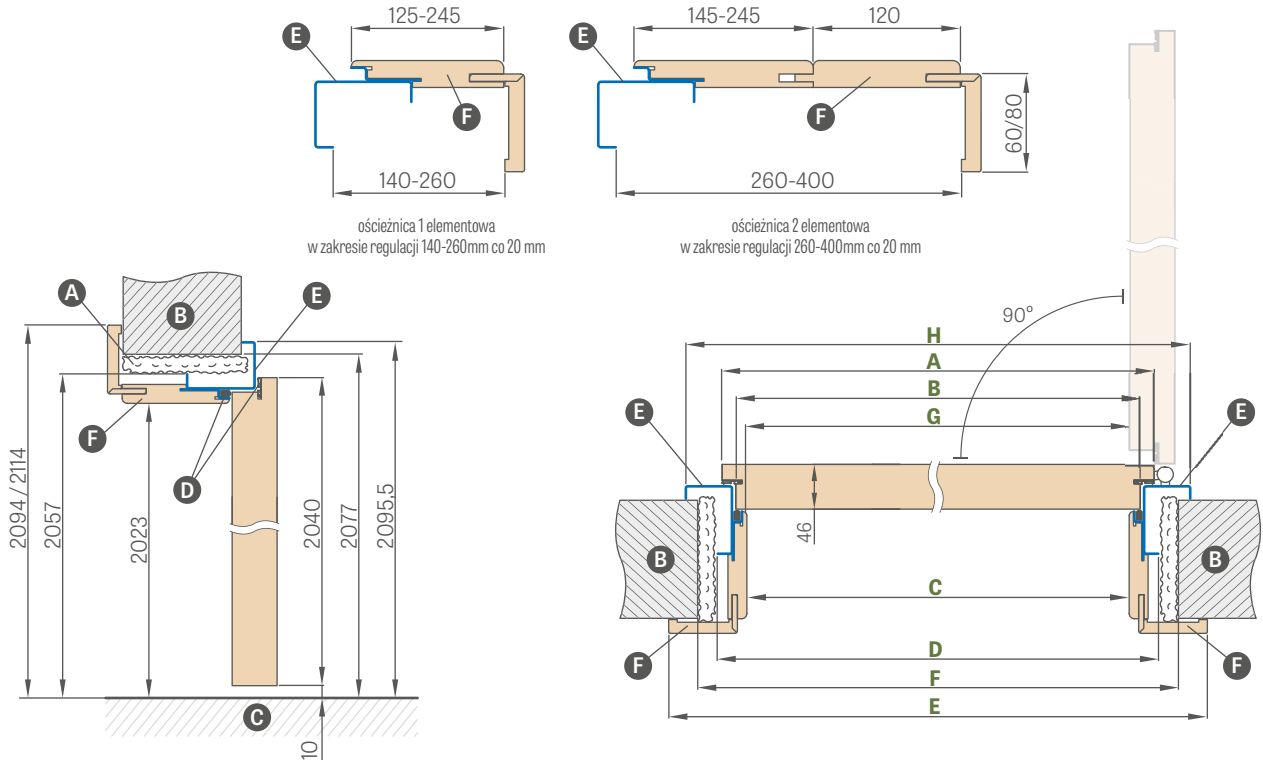 125-245
145-245
120
E
E
F
F
60/80
140-260
260-400
ościeżnica 1 elementowa
w zakresie regulacji 140-260mm co 20 mm
ościeżnica 2 elementowa
w zakresie regulacji 260-400mm co 20 mm
A
B
E
F
D
2094 / 2114
2057
2023
2040
2077
2095,5
C
10
90°
H
A
B
G
E
E
46
B
B
C
D
F
F
F
E